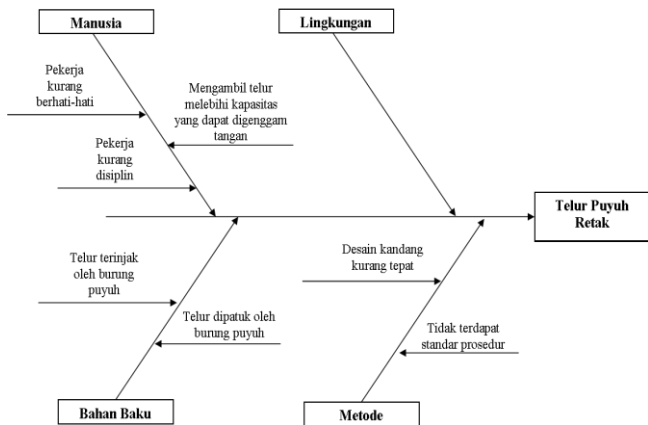 Manusia
Lingkungan
Pekerja
kurang
berhati-hati
Mengambil telur
melebihi kapasitas
yang dapat digenggam
tangan
Pekerja
kurang
disiplin
Telur Puyuh
Retak
Telur terinjak
oleh burung
puyuh
Desain kandang
kurang tepat
Telur dipatuk oleh
burung puyuh
Tidak terdapat
standar prosedur
Bahan Baku
Metode